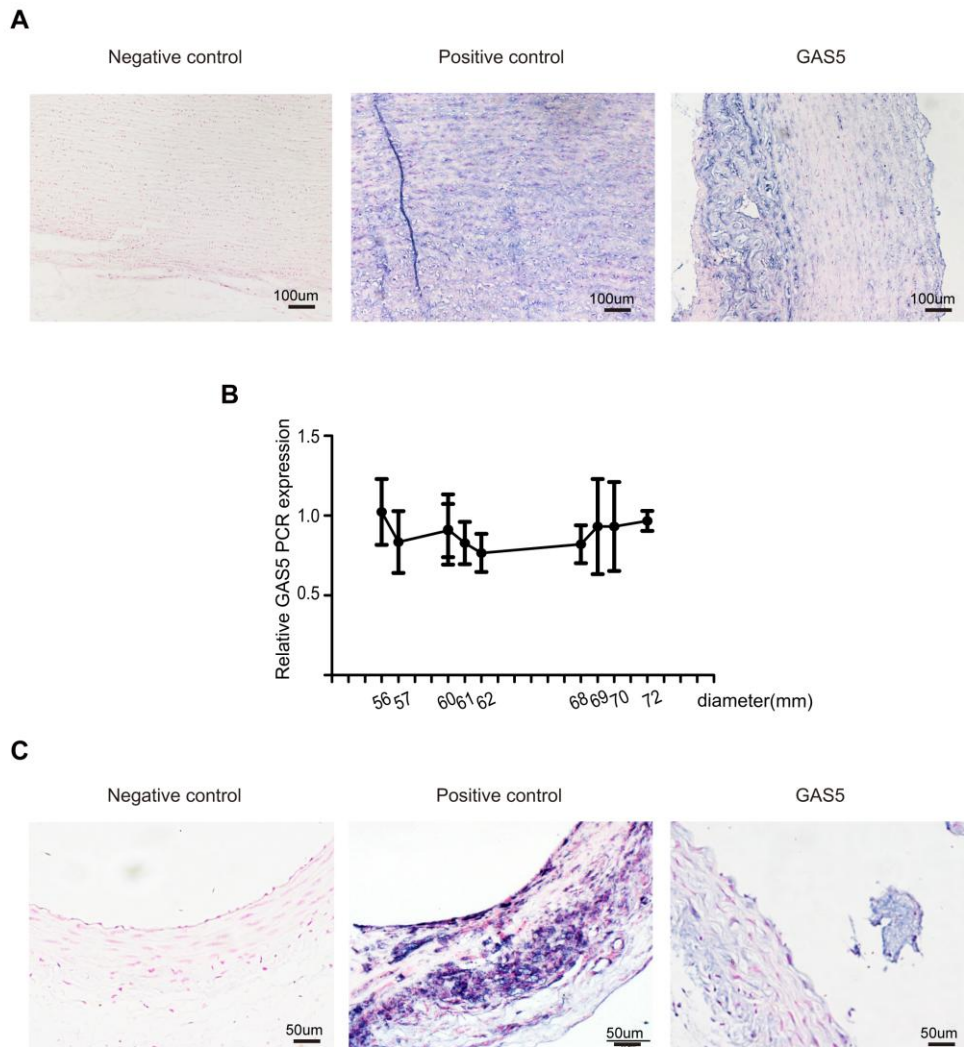 A
Negative control
Positive control
GAS5
100um
100um
100um
B
Relative GAS5 PCR expression
1.5
1.0
0.5
56 57 60 61 62 68 69 70 72
diameter(mm)
C
Negative control
Positive control
GAS5
50um
50um
50um